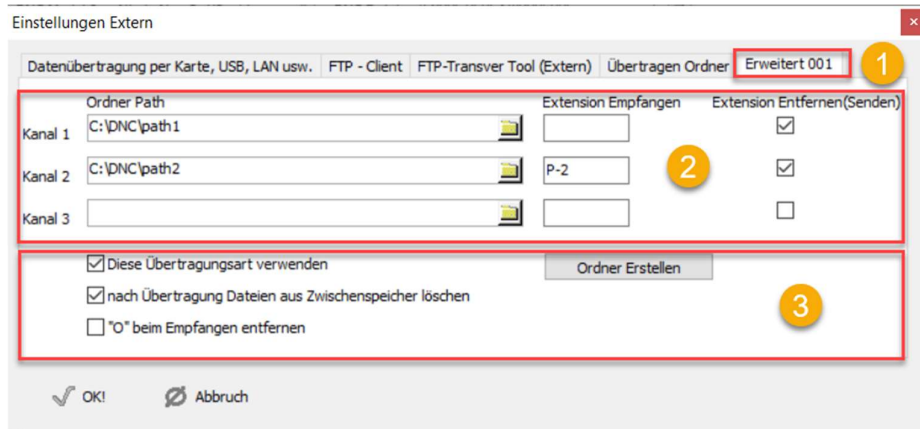 Einstellungen Extern
Datenübertragung per Karte, USB, LAN usw. FTP - Client FTP-Transver Tool (Extern) Übertragen Ordner Erweitert 001 1
Ordner Path Extension Empfangen Extension Entfernen(Senden)
Kanal 1 C:\DNC\path1
Kanal 2 C:\DNC\path2 P-2 2
Kanal 3
Diese Übertragungsart verwenden Ordner Erstellen
nach Übertragung Dateien aus Zwischenspeicher löschen 3
"O" beim Empfangen entfernen
OK! Abbruch